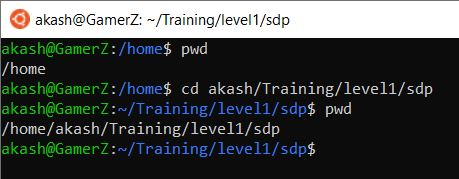 akash@GamerZ: ~/Training/level1/sdp
akash@GamerZ:/home$ pwd
/home
akash@GamerZ:/home$ cd akash/Training/level1/sdp
akash@GamerZ:~/Training/level1/sdp$ pwd
/home/akash/Training/level1/sdp
akash@GamerZ:~/Training/level1/sdp$